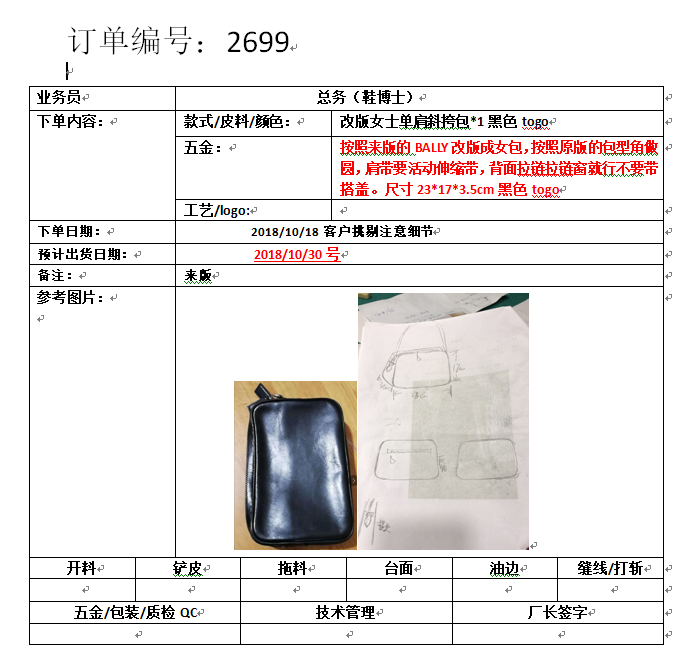 订单编号：2699
业务员
总务（鞋博士）
下单内容：
款式/皮料/颜色：
改版女士单肩斜挎包*1 黑色 togo
五金：
按照来版的 BALLY 改版成女包，按照原版的包型角做
圆，肩带要活动伸缩带，背面拉链拉链窗就行不要带
搭盖。尺寸 23*17*3.5cm 黑色 togo
工艺/logo:
下单日期：
2018/10/18 客户挑剔注意细节
预计出货日期：
2018/10/30 号
备注：
来版
参考图片：
开料
铲皮
拖料
台面
油边
缝线/打斩
五金/包装/质检 QC
技术管理
厂长签字